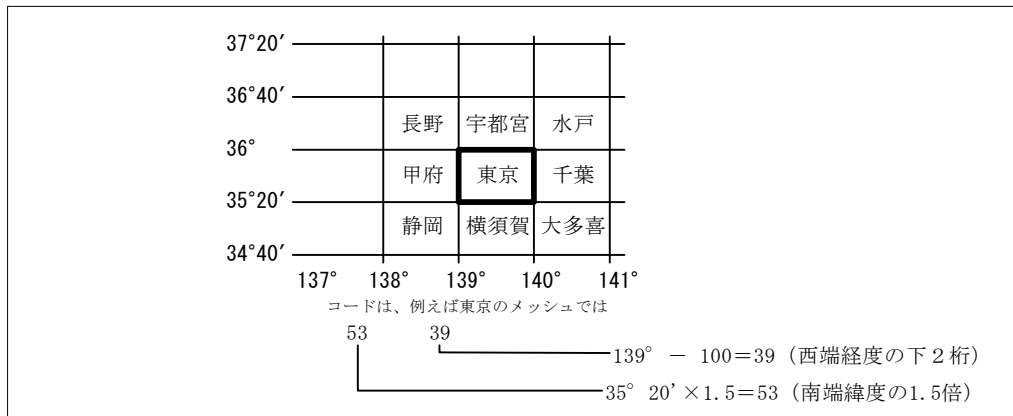 37°20′
36°40′
長野 宇都宮 水戸
36°
甲府 東京 千葉
35°20′
静岡 横須賀 大多喜
34°40′
137° 138° 139° 140° 141°
コードは、例えば東京のメッシュでは
53 39
139° － 100＝39（西端経度の下２桁）
35° 20'×1.5＝53（南端緯度の1.5倍）